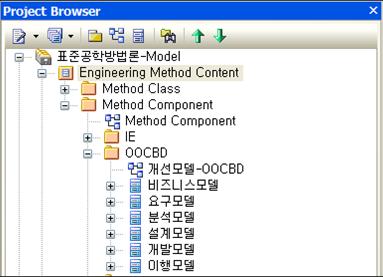 Project Browser
표준공학방법론-Model
Engineering Method Content
Method Class
Method Component
Method Component
IE
OOCBD
개선모델-OOCBD
비즈니스모델
요구모델
분석모델
설계모델
개발모델
이행모델